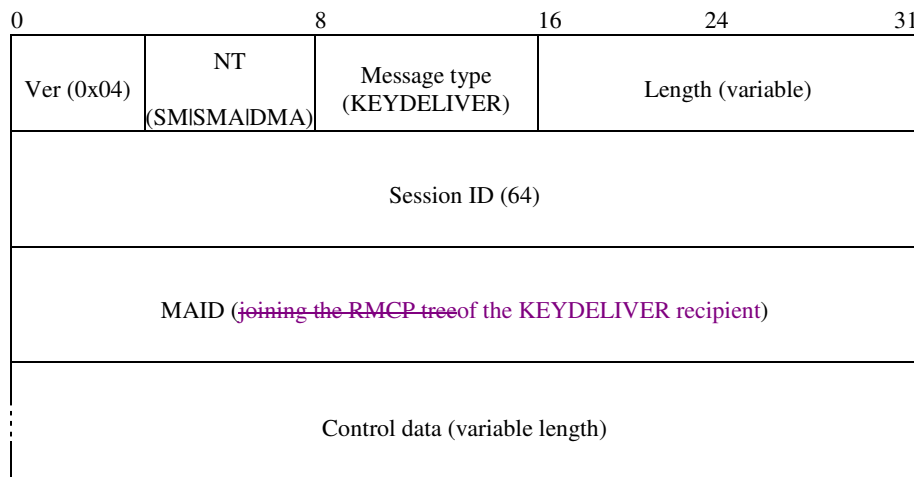 0 8 16 24 31
Ver (0x04)
NT
(SM|SMA|DMA)
Message type
(KEYDELIVER)
Length (variable)
Session ID (64)
MAID (joining the RMCP treeof the KEYDELIVER recipient)
Control data (variable length)